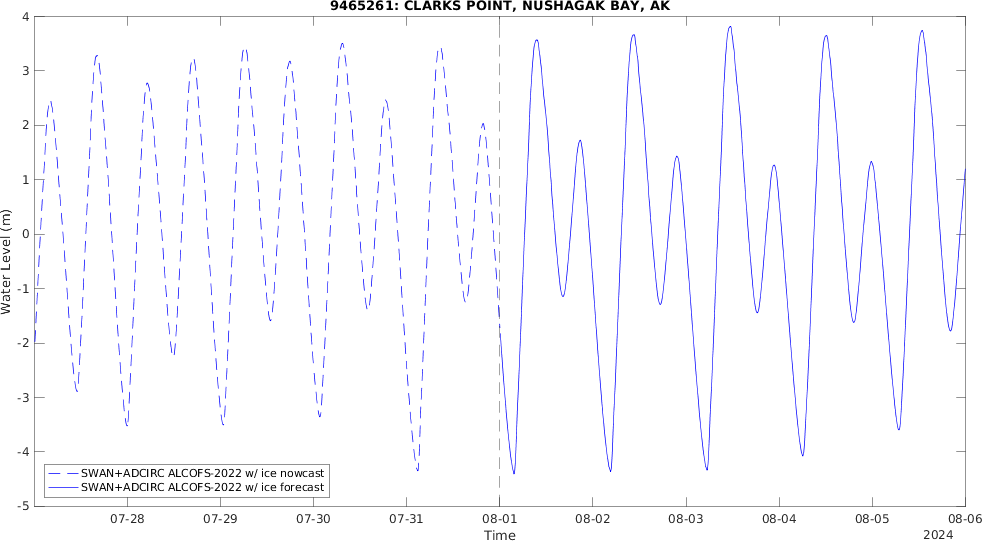 9465261: CLARKS POINT, NUSHAGAK BAY, AK
4
3
2
1
0
-1
-2
-3
-4
-5
Water Level (m)
SWAN+ADCIRC ALCOFS-2022 w/ ice nowcast
SWAN+ADCIRC ALCOFS-2022 w/ ice forecast
07-28 07-29 07-30 07-31 08-01 08-02 08-03 08-04 08-05 08-06
Time
2024